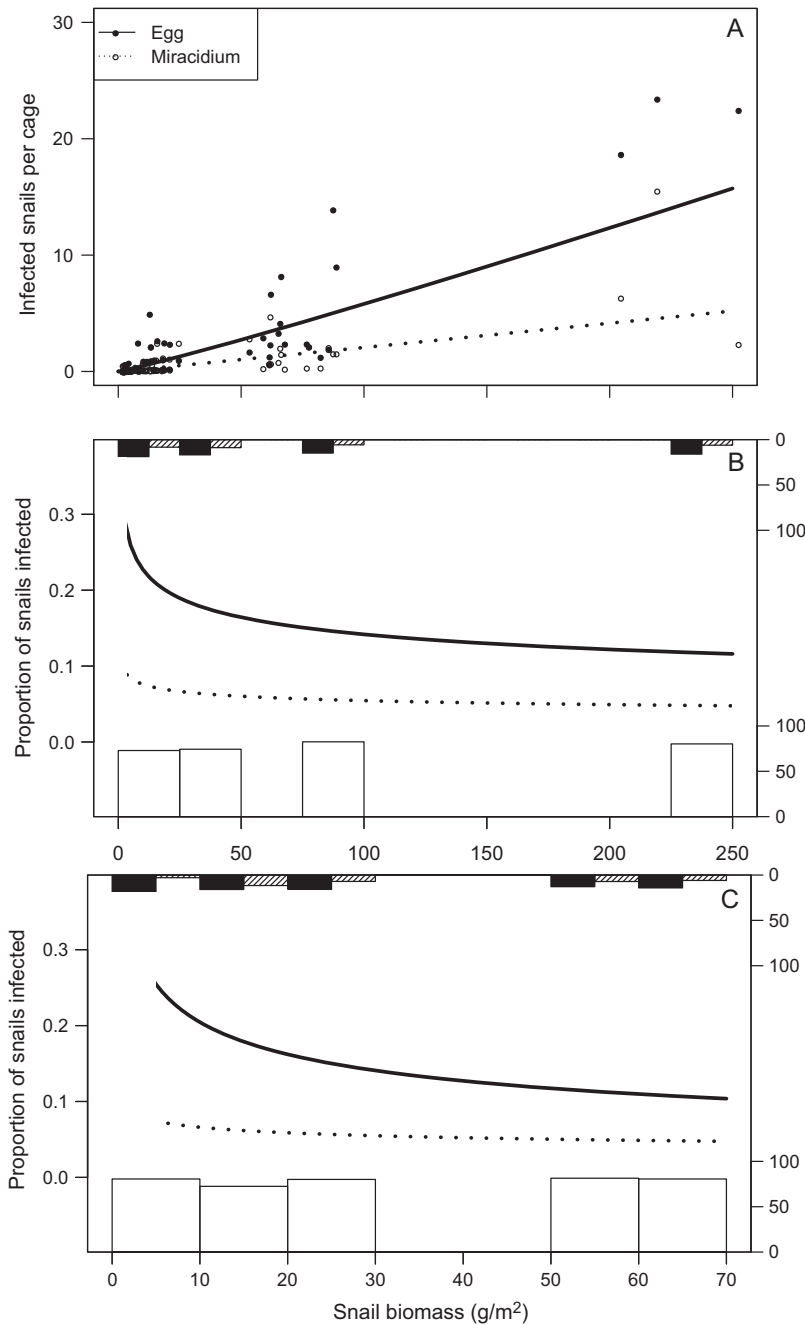 A
Egg
Miracidium
Infected snails per cage
30
20
10
0
B
Proportion of snails infected
0.3
0.2
0.1
0.0
0
50
100
100
50
0
0 50 100 150 200 250
C
Proportion of snails infected
0.3
0.2
0.1
0.0
0
50
100
100
50
0
0 10 20 30 40 50 60 70
Snail biomass (g/m²)